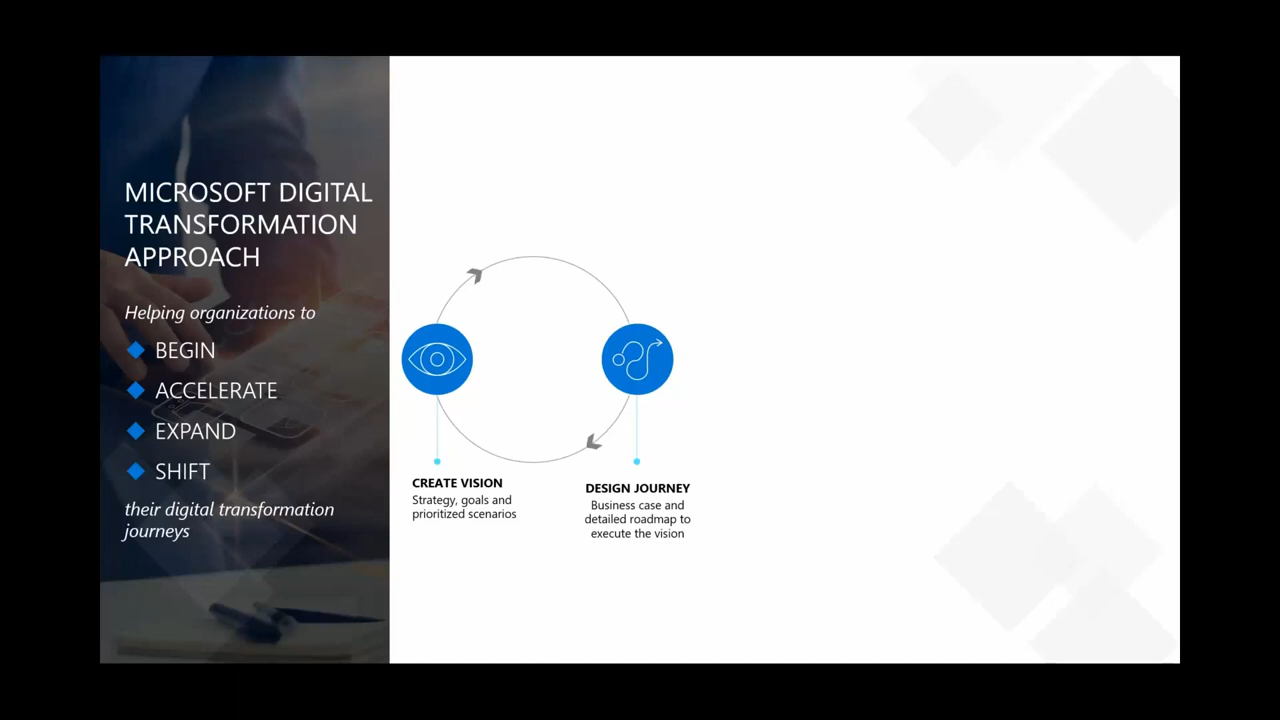 MICROSOFT DIGITAL
TRANSFORMATION
APPROACH
Helping organizations to
BEGIN
ACCELERATE
EXPAND
SHIFT
their digital transformation
journeys
CREATE VISION
Strategy, goals and
prioritized scenarios
DESIGN JOURNEY
Business case and
detailed roadmap to
execute the vision